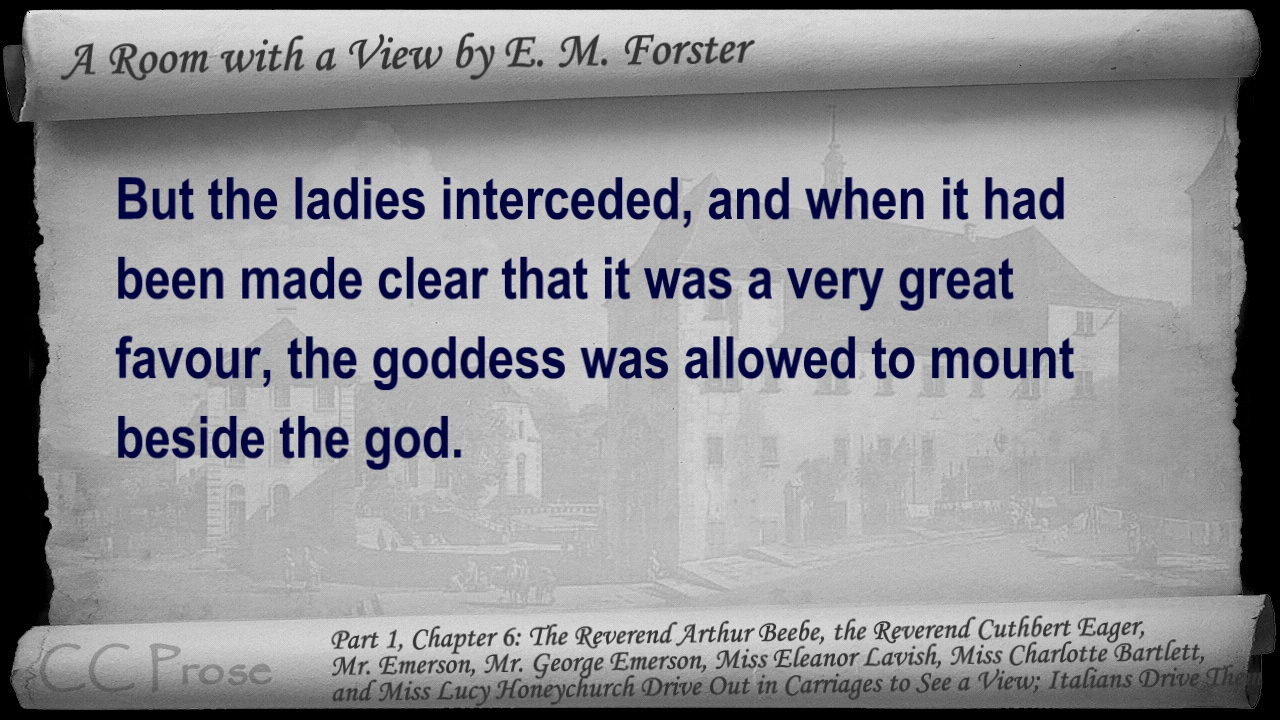 A Room with a View by E. M. Forster
But the ladies interceded, and when it had
been made clear that it was a very great
favour, the goddess was allowed to mount
beside the god.
CC Prose
Part 1, Chapter 6: The Reverend Arthur Beebe, the Reverend Cuthbert Eager,
Mr. Emerson, Mr. George Emerson, Miss Eleanor Lavish, Miss Charlotte Bartlett,
and Miss Lucy Honeychurch Drive Out in Carriages to See a View; Italians Drive